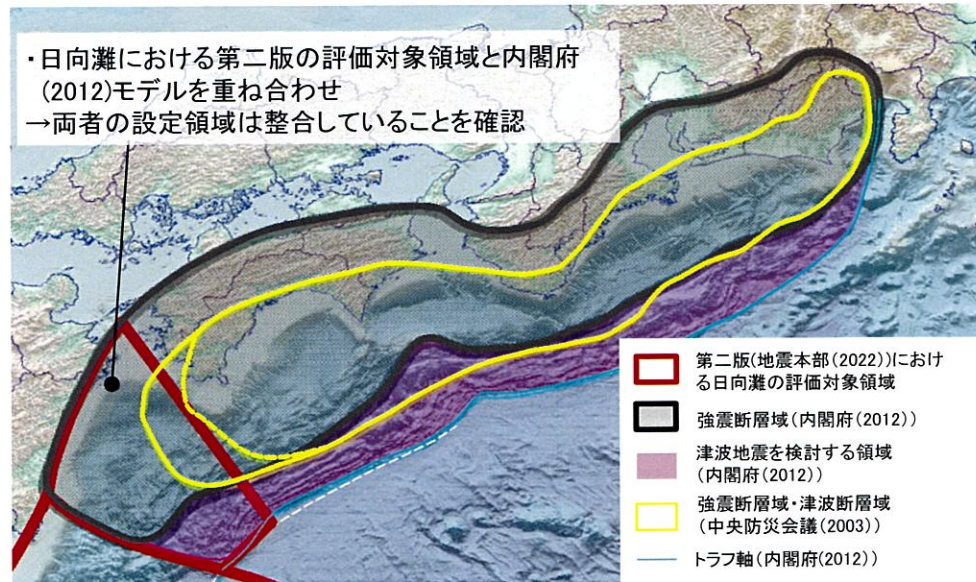 ・日向灘における第二版の評価対象領域と内閣府
(2012)モデルを重ね合わせ
→両者の設定領域は整合していることを確認
第二版(地震本部(2022))における日向灘の評価対象領域
強震断層域(内閣府(2012))
津波地震を検討する領域
(内閣府(2012))
強震断層域・津波断層域
(中央防災会議(2003))
トラフ軸(内閣府(2012))